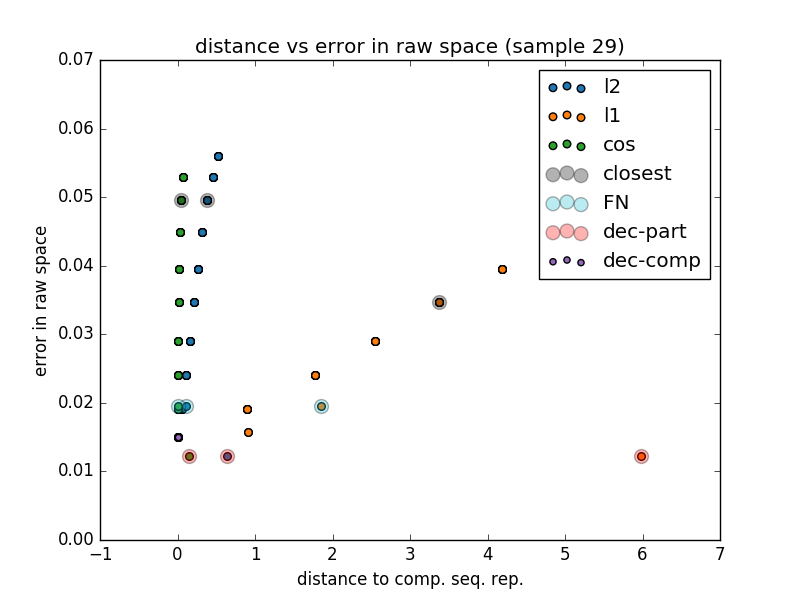 distance vs error in raw space (sample 29)
0.07
0.06
0.05
0.04
0.03
0.02
0.01
0.00
error in raw space
l2
l1
cos
closest
FN
dec-part
dec-comp
−1 0 1 2 3 4 5 6 7
distance to comp. seq. rep.